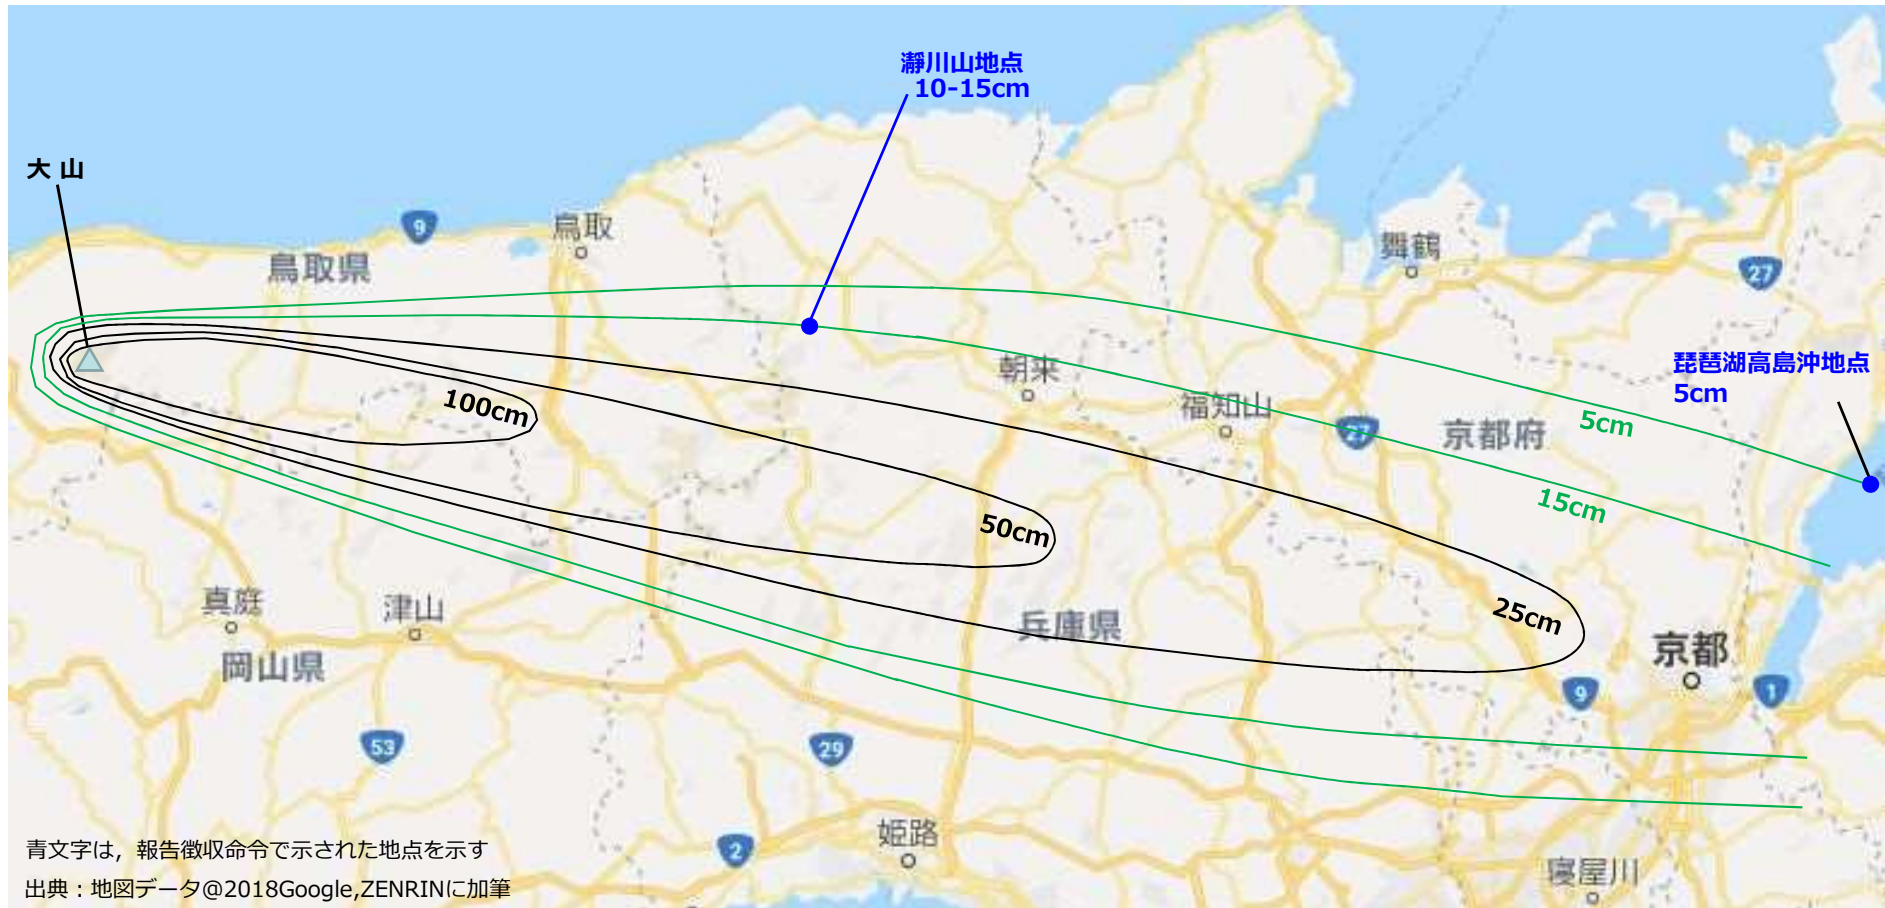 瀞川山地点
10-15cm
大 山
9
鳥取
鳥取県
舞鶴
27
琵琶湖高島沖地点
5cm
朝来
福知山
100cm
5cm
27
京都府
15cm
50cm
真庭
津山
25cm
兵庫県
京都
岡山県
9
1
53
29
姫路
2
青文字は，報告徴収命令で示された地点を示す
寝屋川
出典：地図データ@2018Google,ZENRINに加筆